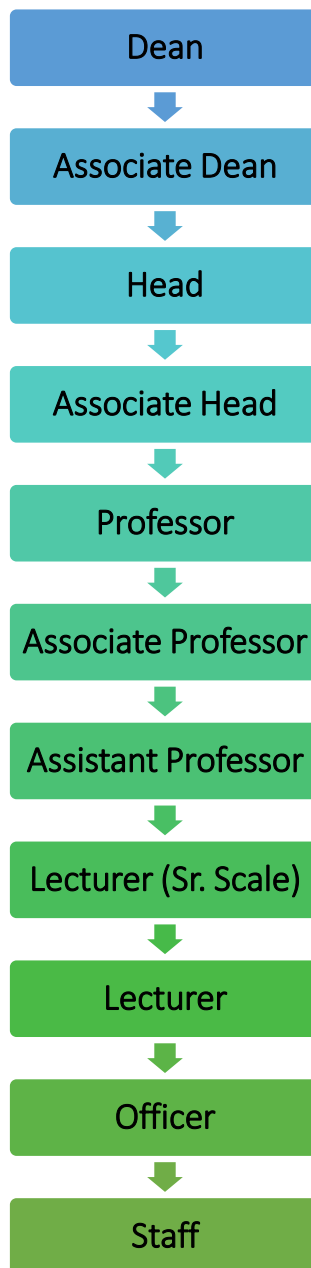 Dean
Associate Dean
Head
Associate Head
Professor
Associate Professor
Assistant Professor
Lecturer (Sr. Scale)
Lecturer
Officer
Staff